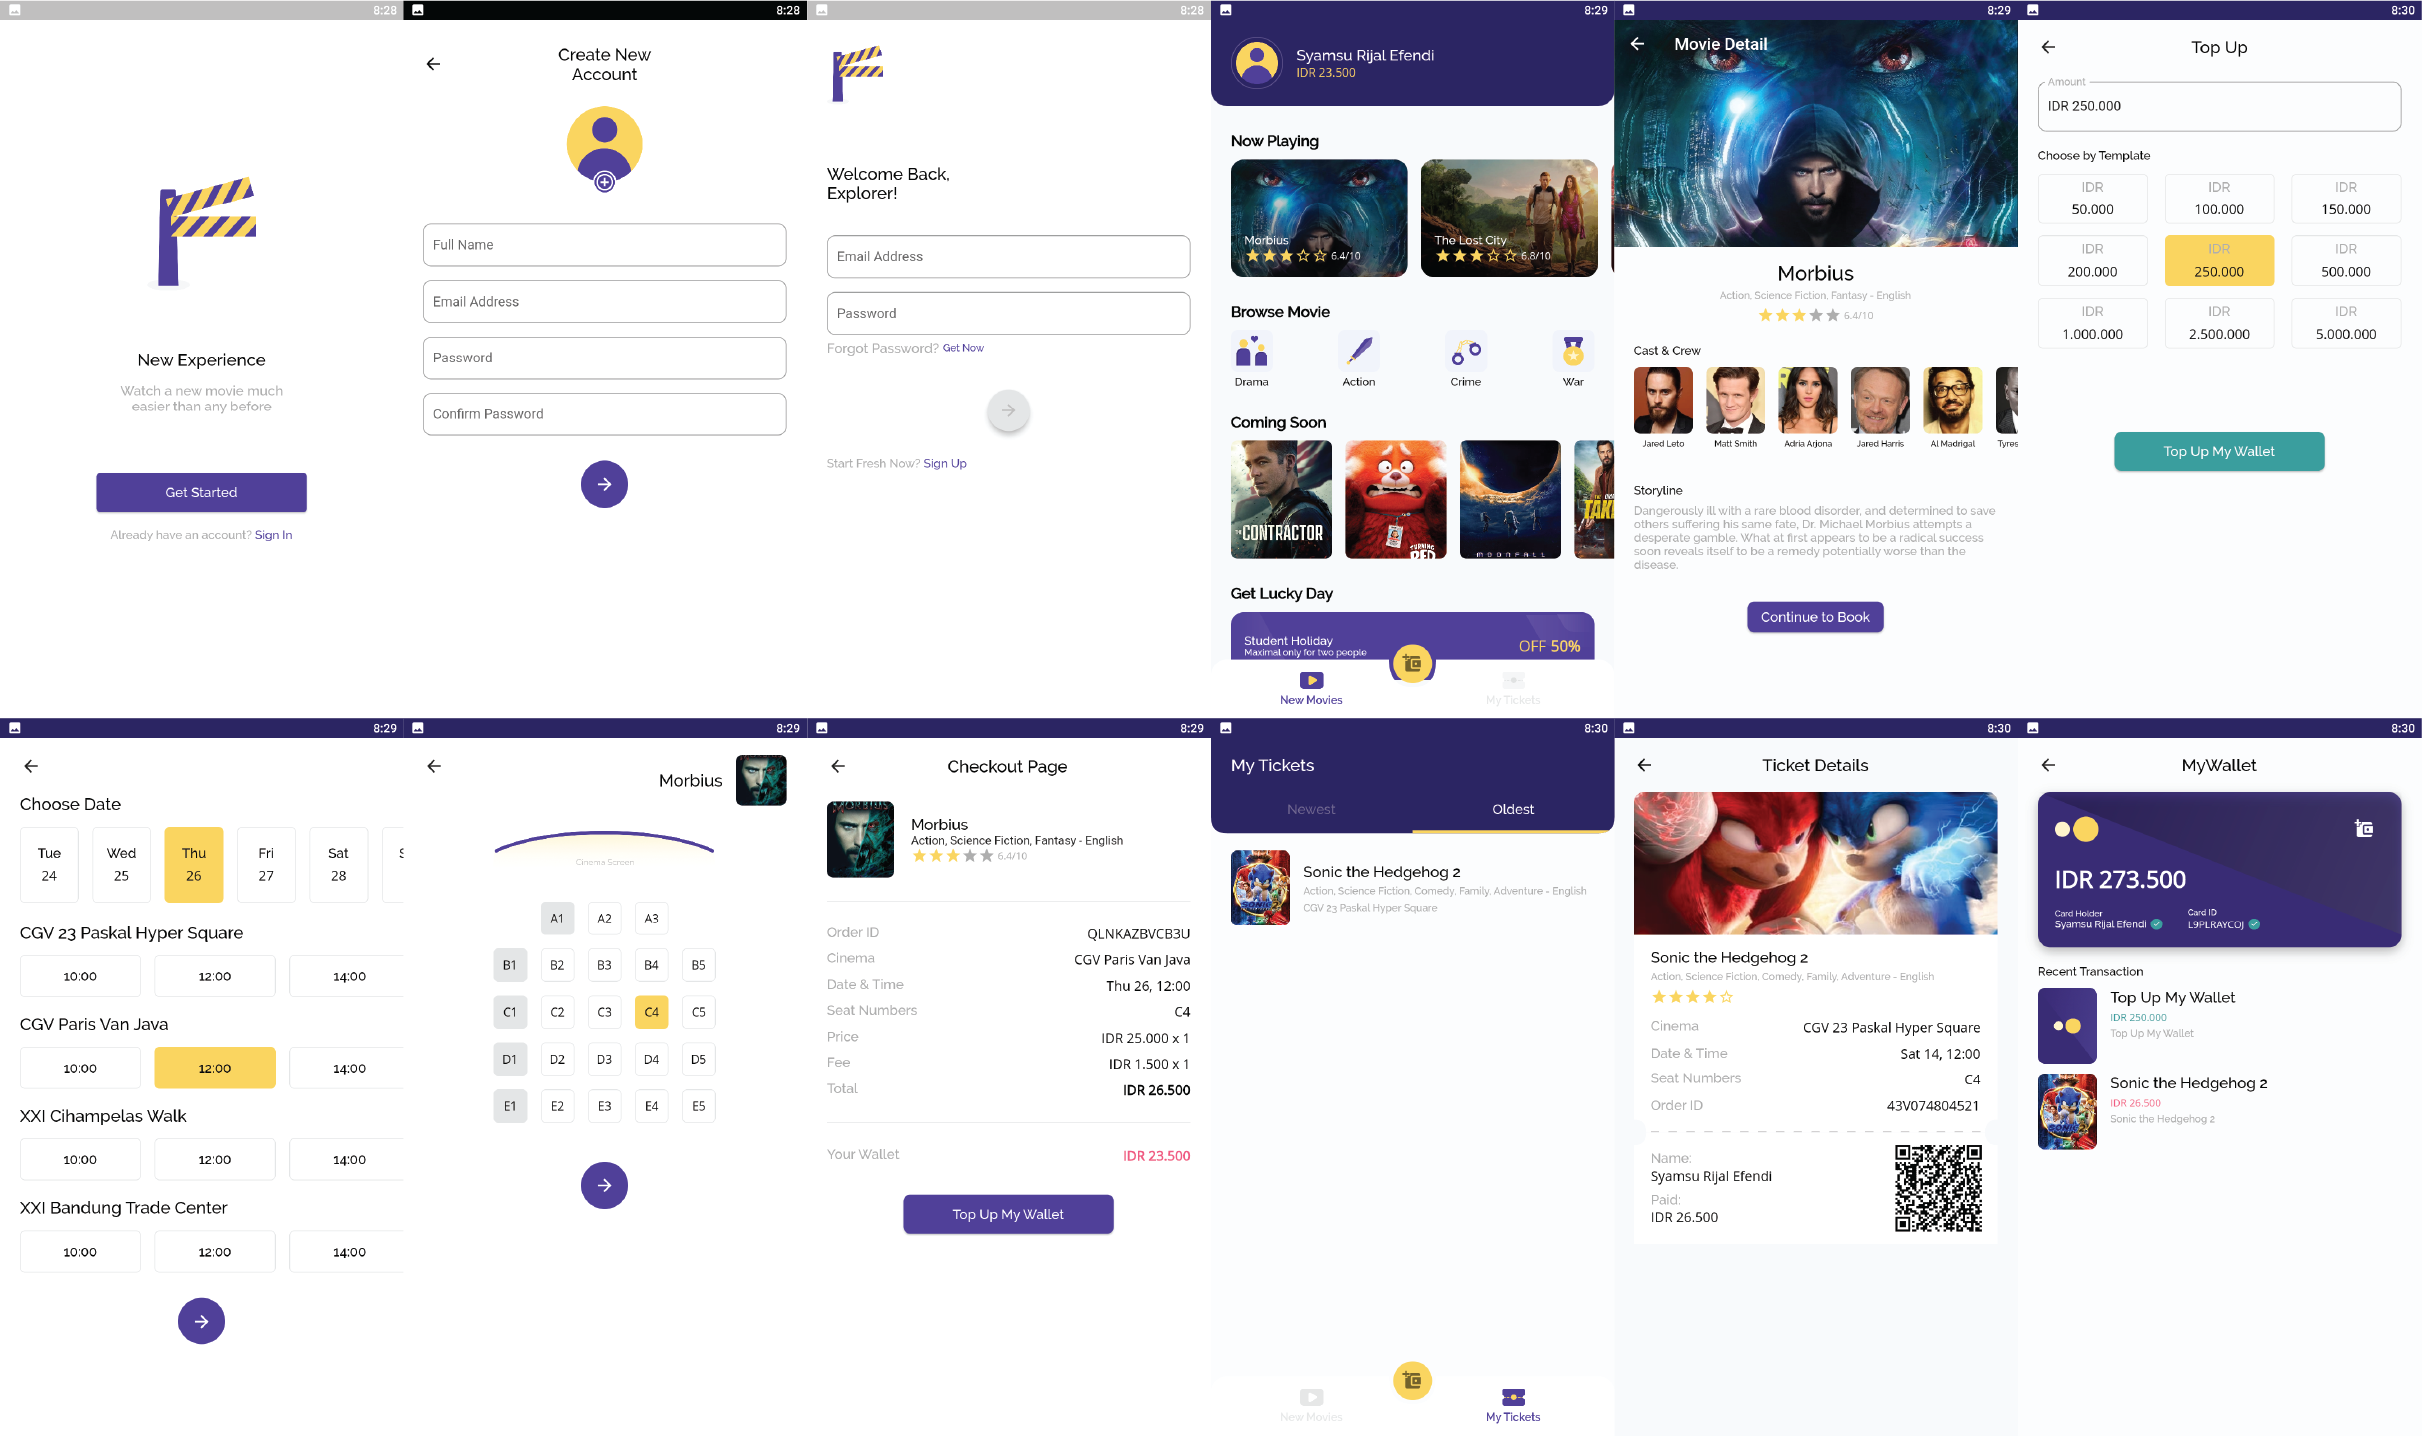 8:28
New Experience
Watch a new movie much
easier than any before
Get Started
Already have an account? Sign In
8:28
Create New
Account
Full Name
Email Address
Password
Confirm Password
8:28
Welcome Back,
Explorer!
Email Address
Password
Forgot Password? Get Now
Start Fresh Now? Sign Up
8:29
Syamsu Rijal Efendi
IDR 23.500
Now Playing
Morbius
6.4/10
The Lost City
6.8/10
Browse Movie
Drama
Action
Crime
War
Coming Soon
THE CONTRACTOR
TURNING
RED
MOONFALL
Get Lucky Day
Student Holiday
Maximal only for two people
OFF 50%
New Movies
My Tickets
8:29
Movie Detail
Morbius
Action, Science Fiction, Fantasy - English
6.4/10
Cast & Crew
Jared Leto
Matt Smith
Adria Arjona
Jared Harris
Al Madrigal
Tyres
Storyline
Dangerously ill with a rare blood disorder, and determined to save
others suffering his same fate, Dr. Michael Morbius attempts a
desperate gamble. What at first appears to be a radical success
soon reveals itself to be a remedy potentially worse than the
disease.
Continue to Book
8:30
Top Up
Amount
IDR 250.000
Choose by Template
IDR
50.000
IDR
100.000
IDR
150.000
IDR
200.000
IDR
250.000
IDR
500.000
IDR
1.000.000
IDR
2.500.000
IDR
5.000.000
Top Up My Wallet
8:29
Choose Date
Tue
24
Wed
25
Thu
26
Fri
27
Sat
28
S
CGV 23 Paskal Hyper Square
10:00
12:00
14:00
CGV Paris Van Java
10:00
12:00
14:00
XXI Cihampelas Walk
10:00
12:00
14:00
XXI Bandung Trade Center
10:00
12:00
14:00
8:29
Morbius
Cinema Screen
A1 A2 A3
B1 B2 B3 B4 B5
C1 C2 C3 C4 C5
D1 D2 D3 D4 D5
E1 E2 E3 E4 E5
8:29
Checkout Page
MORBIUS
Morbius
Action, Science Fiction, Fantasy - English
6.4/10
Order ID QLNKAZBVCB3U
Cinema CGV Paris Van Java
Date & Time Thu 26, 12:00
Seat Numbers C4
Price IDR 25.000 x 1
Fee IDR 1.500 x 1
Total IDR 26.500
Your Wallet IDR 23.500
Top Up My Wallet
8:30
My Tickets
Newest
Oldest
SONIC
2
Sonic the Hedgehog 2
Action, Science Fiction, Comedy, Family, Adventure - English
CGV 23 Paskal Hyper Square
New Movies
My Tickets
8:30
Ticket Details
Sonic the Hedgehog 2
Action, Science Fiction, Comedy, Family, Adventure - English
Cinema CGV 23 Paskal Hyper Square
Date & Time Sat 14, 12:00
Seat Numbers C4
Order ID 43V074804521
Name:
Syamsu Rijal Efendi
Paid:
IDR 26.500
8:30
MyWallet
IDR 273.500
Card Holder
Syamsu Rijal Efendi
Card ID
L9PLRAYCOJ
Recent Transaction
Top Up My Wallet
IDR 250.000
Top Up My Wallet
SONIC
2
Sonic the Hedgehog 2
IDR 26.500
Sonic the Hedgehog 2